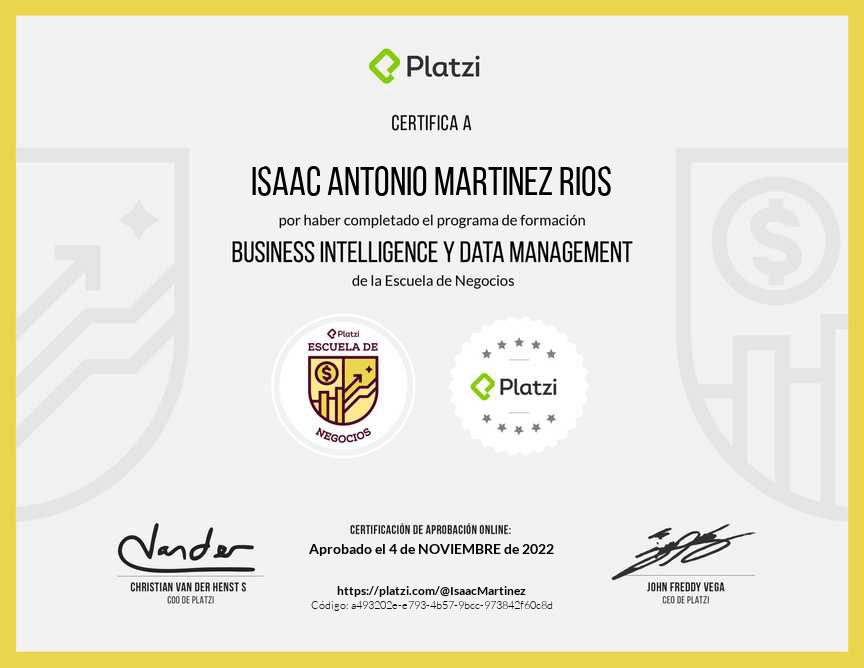 Platzi
CERTIFICA A
ISAAC ANTONIO MARTINEZ RIOS
por haber completado el programa de formación
BUSINESS INTELLIGENCE Y DATA MANAGEMENT
de la Escuela de Negocios
Platzi
ESCUELA DE
NEGOCIOS
Platzi
Vander
CHRISTIAN VAN DER HENST S
COO DE PLATZI
CERTIFICACIÓN DE APROBACIÓN ONLINE:
Aprobado el 4 de NOVIEMBRE de 2022
https://platzi.com/@IsaacMartinez
Código: a493202e-e793-4b57-9bcc-973842f60c8d
JOHN FREDDY VEGA
CEO DE PLATZI